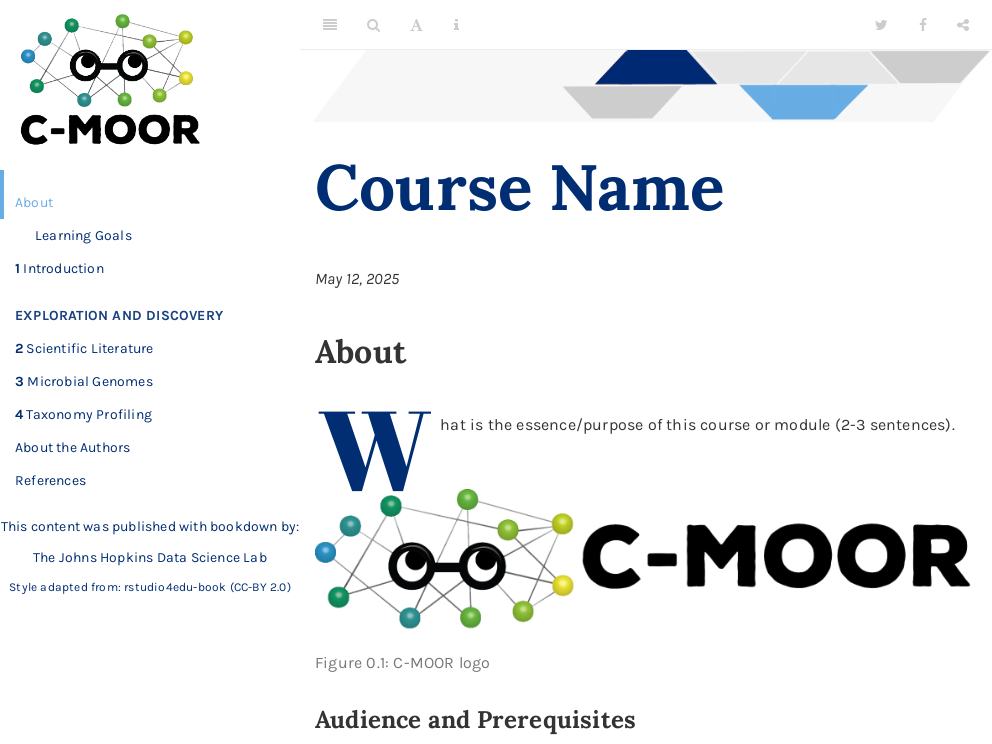 C-MOOR
About
Learning Goals
1 Introduction
EXPLORATION AND DISCOVERY
2 Scientific Literature
3 Microbial Genomes
4 Taxonomy Profiling
About the Authors
References
This content was published with bookdown by:
The Johns Hopkins Data Science Lab
Style adapted from: rstudio4edu-book (CC-BY 2.0)
Course Name
May 12, 2025
About
What is the essence/purpose of this course or module (2-3 sentences).
C-MOOR
Figure 0.1: C-MOOR logo
Audience and Prerequisites